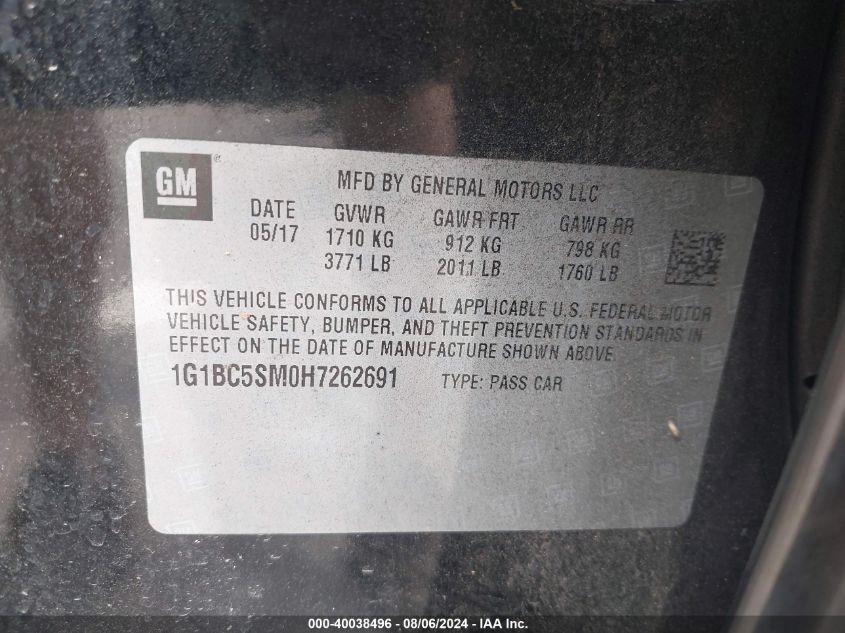 GM ®
MFD BY GENERAL MOTORS LLC
DATE GVWR GAWR FRT GAWR RR
05/17 1710 KG 912 KG 798 KG
3771 LB 2011 LB 1760 LB
THIS VEHICLE CONFORMS TO ALL APPLICABLE U.S. FEDERAL MOTOR
VEHICLE SAFETY, BUMPER, AND THEFT PREVENTION STANDARDS IN
EFFECT ON THE DATE OF MANUFACTURE SHOWN ABOVE
1G1BC5SM0H7262691 TYPE: PASS CAR
000-40038496 - 08/06/2024 - IAA Inc.